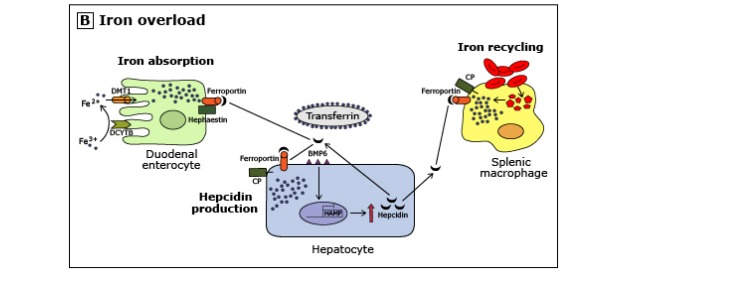 B Iron overload
Iron absorption
Iron recycling
DMT1
Ferroportin
Fe2+
Hephaestin
DCYTB
Fe3+
Duodenal
enterocyte
Transferrin
CP
Ferroportin
Splenic
macrophage
Ferroportin
BMP6
CP
Hepcidin
production
HAMP
Hepcidin
Hepatocyte